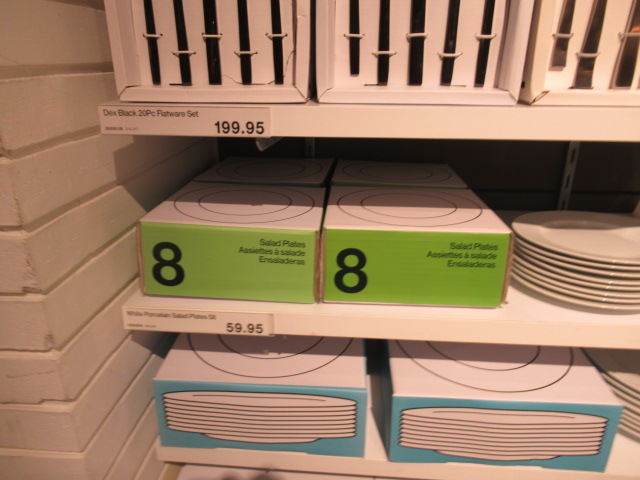 Dex Black 20Pc Flatware Set
199.95
8
Salad Plates
Assiettes à salade
Ensaladeras
8
Salad Plates
Assiettes à salade
Ensaladeras
White Porcelain Salad Plates
59.95